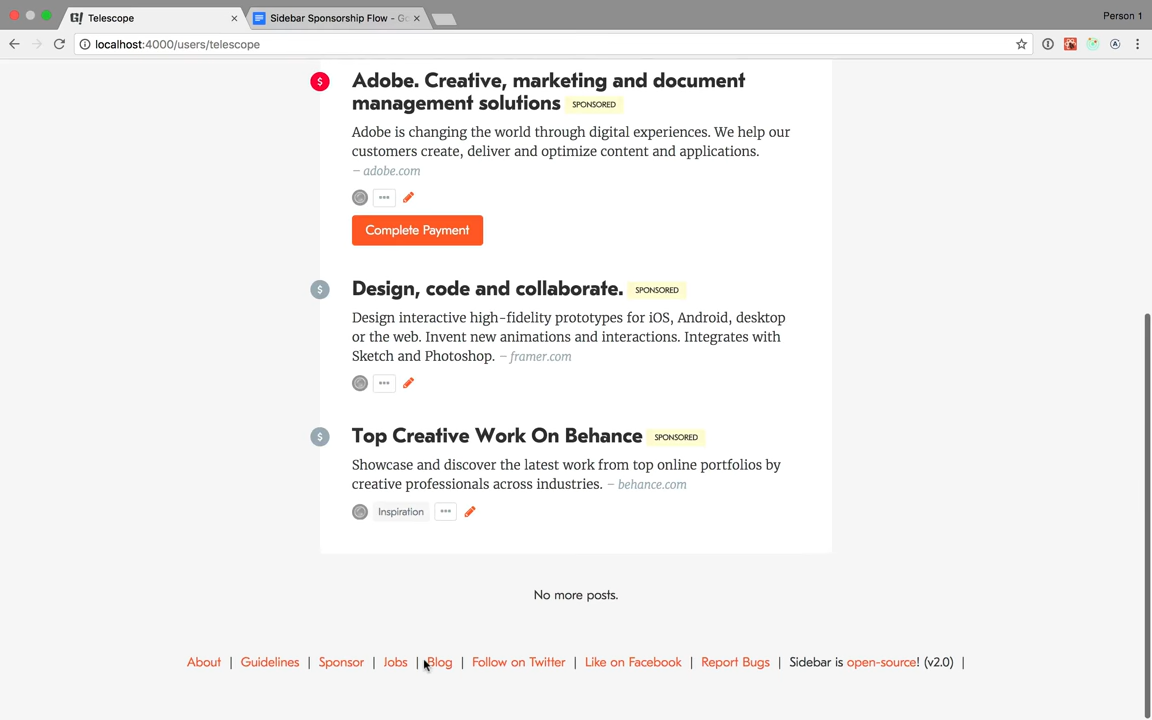 Telescope
Sidebar Sponsorship Flow - Go
Person 1
localhost:4000/users/telescope
$
Adobe. Creative, marketing and document
management solutions SPONSORED
Adobe is changing the world through digital experiences. We help our
customers create, deliver and optimize content and applications.
– adobe.com
Complete Payment
$
Design, code and collaborate. SPONSORED
Design interactive high-fidelity prototypes for iOS, Android, desktop
or the web. Invent new animations and interactions. Integrates with
Sketch and Photoshop. – framer.com
$
Top Creative Work On Behance SPONSORED
Showcase and discover the latest work from top online portfolios by
creative professionals across industries. – behance.com
Inspiration
No more posts.
About | Guidelines | Sponsor | Jobs | Blog | Follow on Twitter | Like on Facebook | Report Bugs | Sidebar is open-source! (v2.0) |